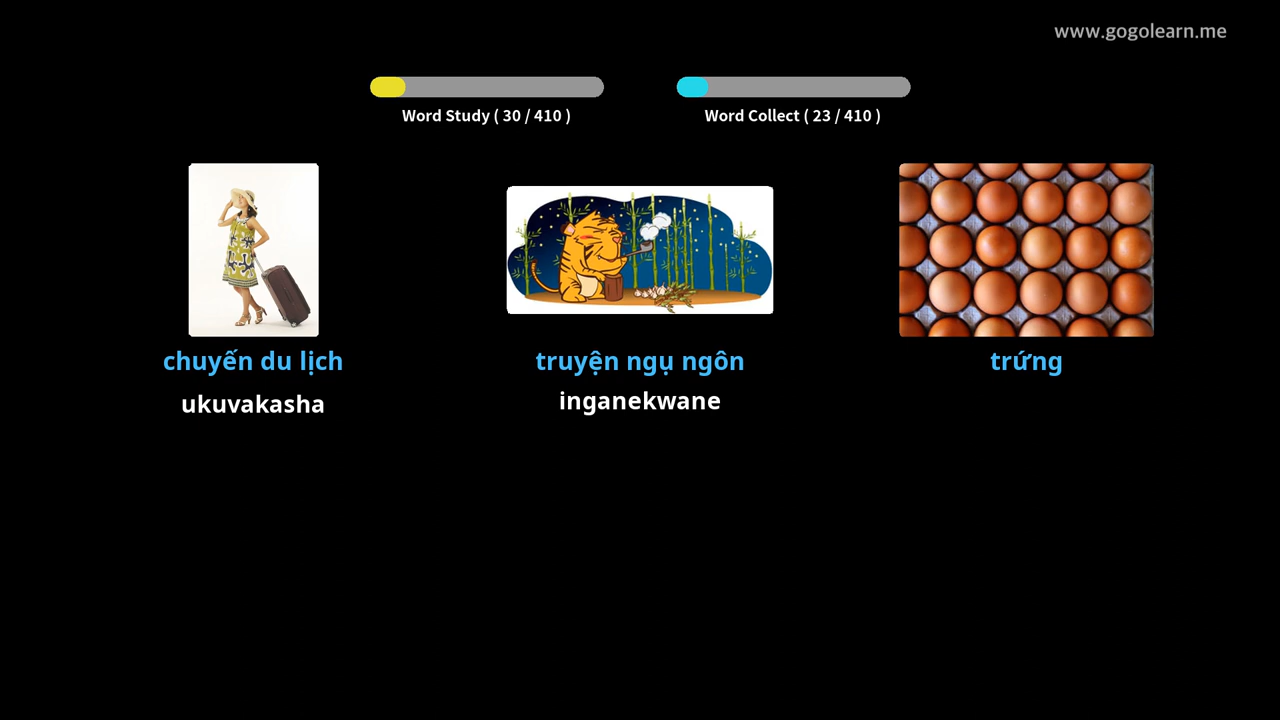 www.gogolearn.me
Word Study ( 30 / 410 )
Word Collect ( 23 / 410 )
chuyến du lịch
ukuvakasha
truyện ngụ ngôn
inganekwane
trứng